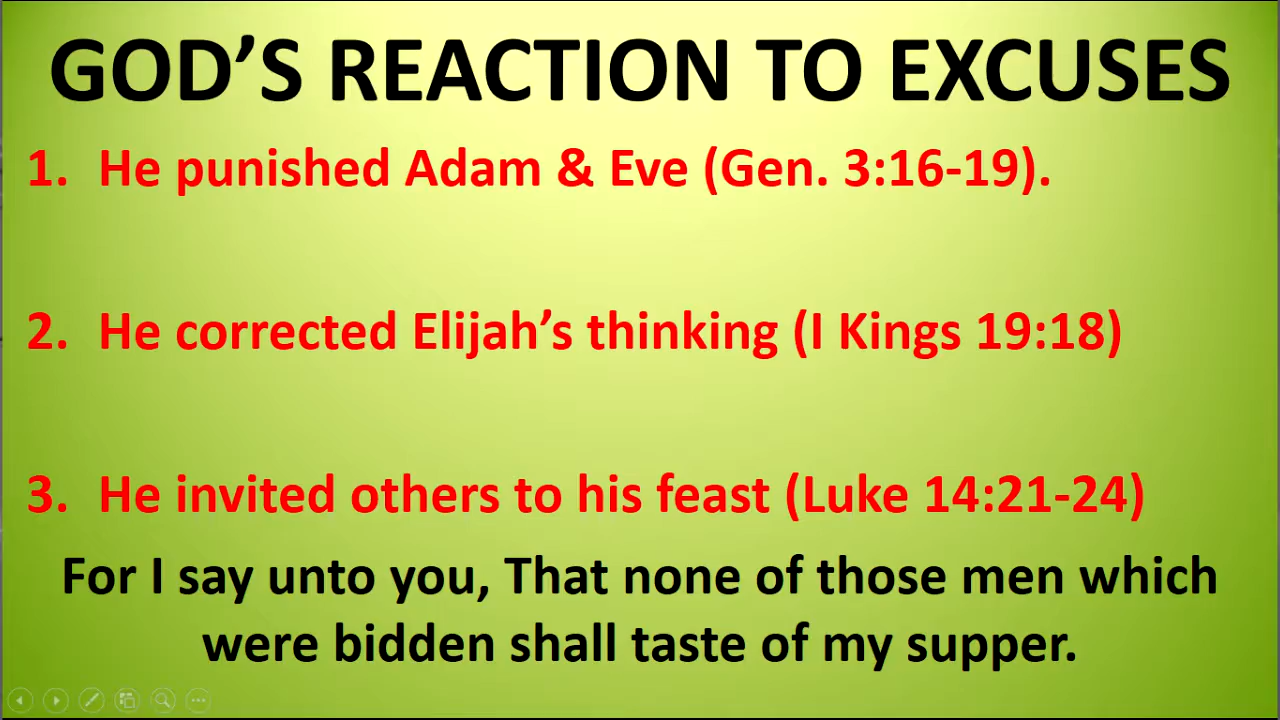 GOD’S REACTION TO EXCUSES
1. He punished Adam & Eve (Gen. 3:16-19).
2. He corrected Elijah’s thinking (I Kings 19:18)
3. He invited others to his feast (Luke 14:21-24)
For I say unto you, That none of those men which
were bidden shall taste of my supper.